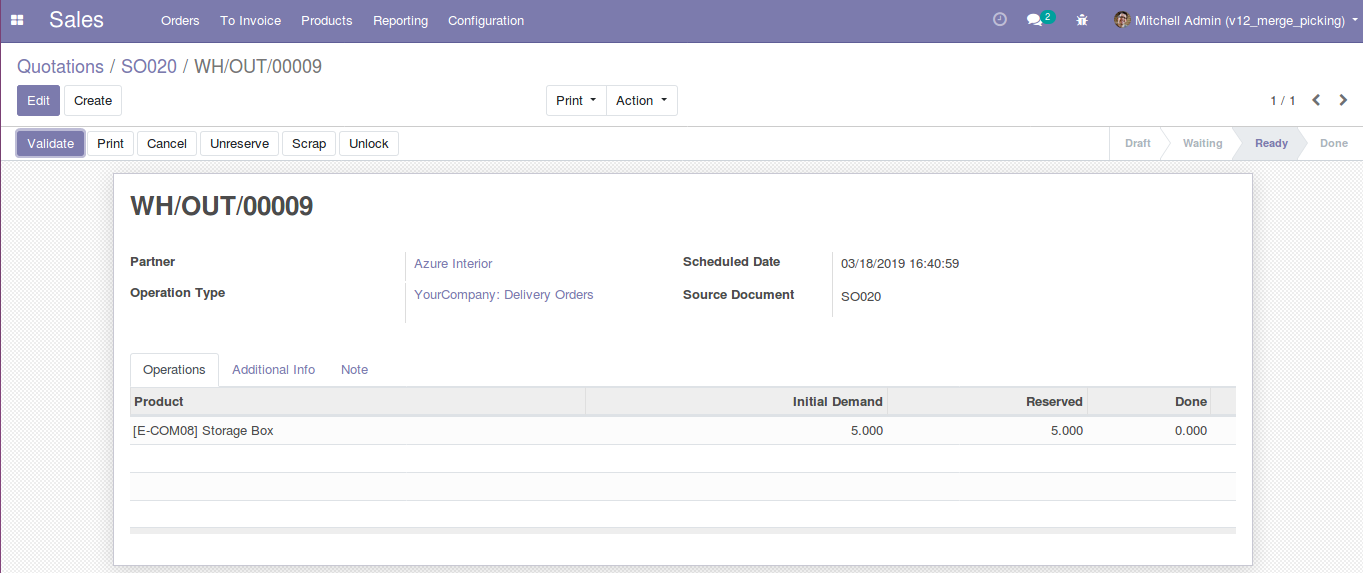 Sales Orders To Invoice Products Reporting Configuration 2 Mitchell Admin (v12_merge_picking)
Quotations / SO020 / WH/OUT/00009
Edit Create Print Action 1 / 1
Validate Print Cancel Unreserve Scrap Unlock Draft Waiting Ready Done
WH/OUT/00009
Partner Azure Interior Scheduled Date 03/18/2019 16:40:59
Operation Type YourCompany: Delivery Orders Source Document SO020
Operations Additional Info Note
Product Initial Demand Reserved Done
[E-COM08] Storage Box 5.000 5.000 0.000